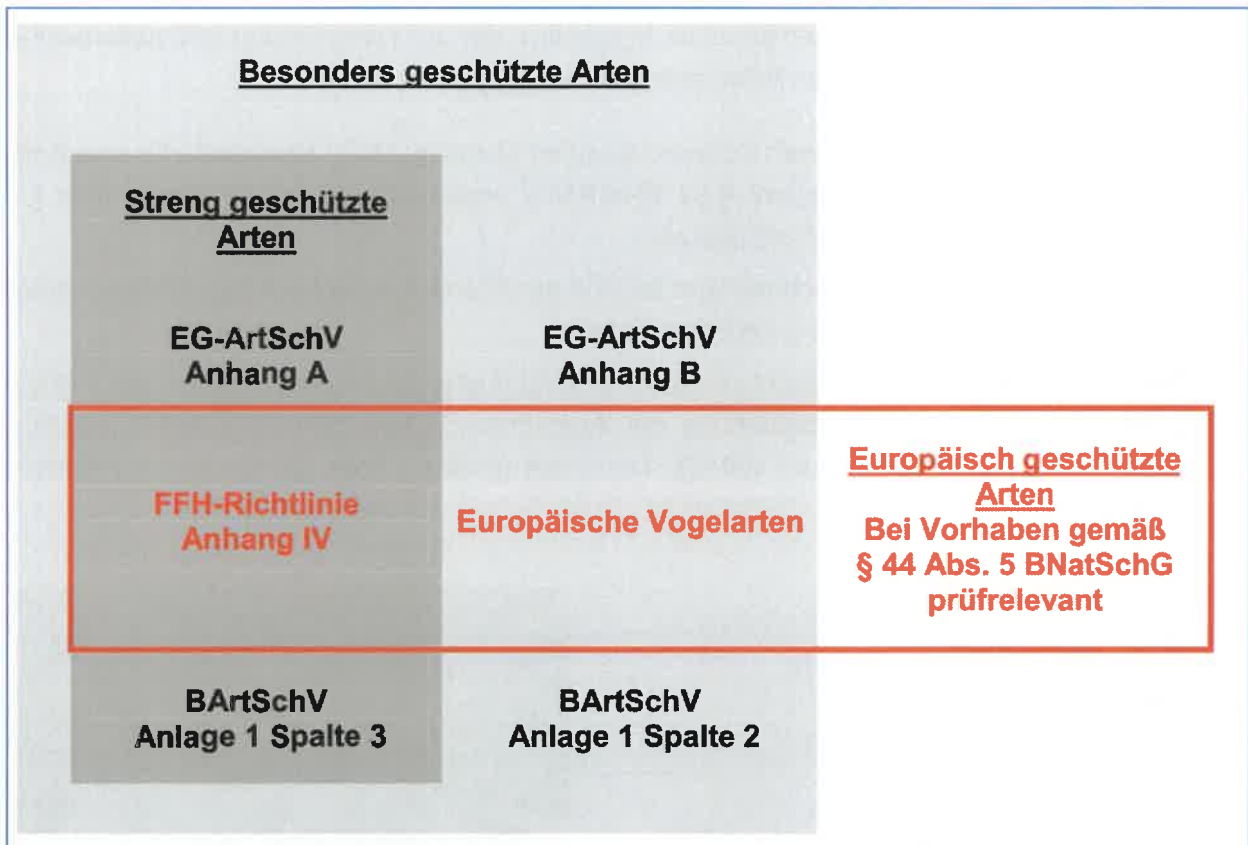 Besonders geschützte Arten
Streng geschützte
Arten
EG-ArtSchV
Anhang A
EG-ArtSchV
Anhang B
FFH-Richtlinie
Anhang IV
Europäische Vogelarten
Europäisch geschützte
Arten
Bei Vorhaben gemäß
§ 44 Abs. 5 BNatSchG
prüfrelevant
BArtSchV
Anlage 1 Spalte 3
BArtSchV
Anlage 1 Spalte 2